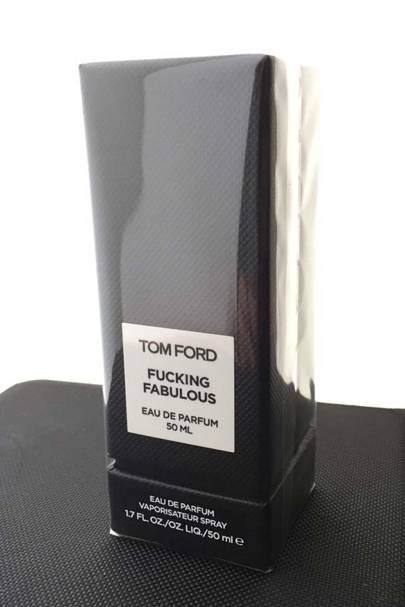 TOM FORD
FUCKING
FABULOUS
EAU DE PARFUM
50 ML
EAU DE PARFUM
VAPORISATEUR SPRAY
1.7 FL. OZ./OZ. LIQ./50 ml ℮